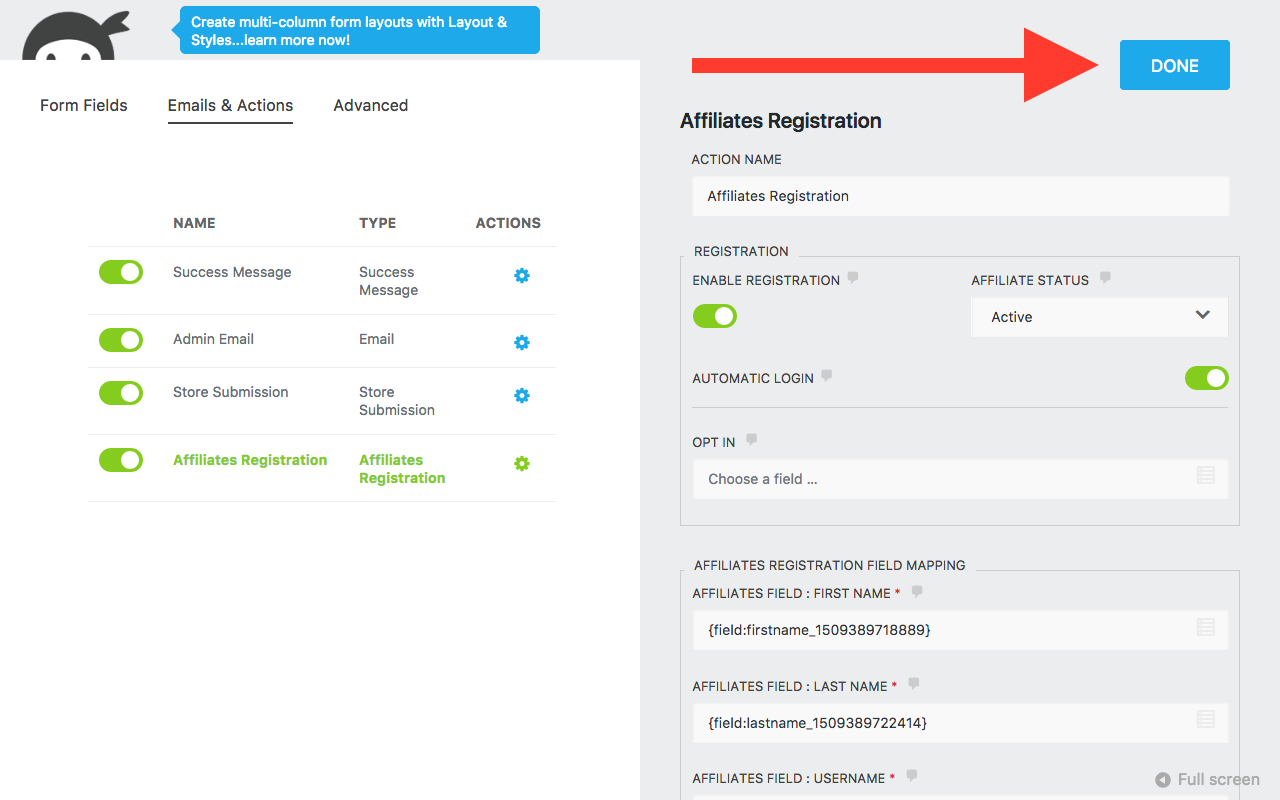 Create multi-column form layouts with Layout &
Styles...learn more now!
DONE
Form Fields
Emails & Actions
Advanced
NAME
TYPE
ACTIONS
Success Message
Success
Message
Admin Email
Email
Store Submission
Store
Submission
Affiliates Registration
Affiliates
Registration
Affiliates Registration
ACTION NAME
Affiliates Registration
REGISTRATION
ENABLE REGISTRATION
AFFILIATE STATUS
Active
AUTOMATIC LOGIN
OPT IN
Choose a field ...
AFFILIATES REGISTRATION FIELD MAPPING
AFFILIATES FIELD : FIRST NAME *
{field:firstname_1509389718889}
AFFILIATES FIELD : LAST NAME *
{field:lastname_1509389722414}
AFFILIATES FIELD : USERNAME *
Full screen